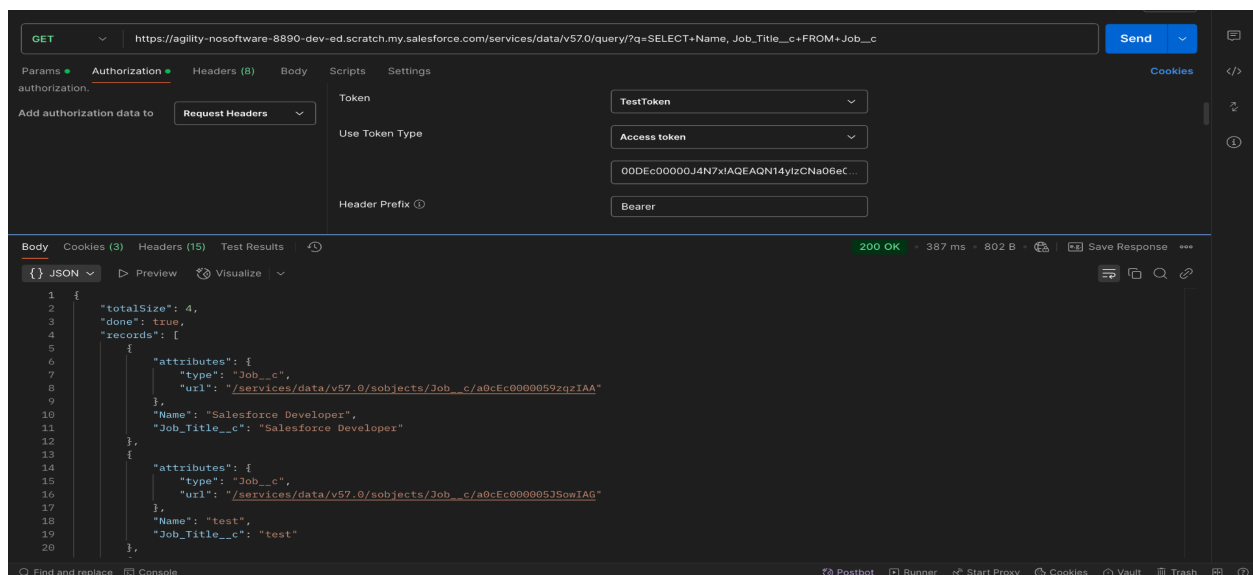 GET https://agility-nosoftware-8890-dev-ed.scratch.my.salesforce.com/services/data/v57.0/query/?q=SELECT+Name, Job_Title__c+FROM+Job__c Send
Params Authorization Headers (8) Body Scripts Settings Cookies
authorization.
Add authorization data to Request Headers
Token TestToken
Use Token Type Access token
00DEc00000J4N7x!AQEAQN14yIzCNa06eC...
Header Prefix Bearer
Body Cookies (3) Headers (15) Test Results 200 OK 387 ms 802 B e.g. Save Response
{} JSON Preview Visualize
1 {
2 "totalSize": 4,
3 "done": true,
4 "records": [
5 {
6 "attributes": {
7 "type": "Job__c",
8 "url": "/services/data/v57.0/sobjects/Job__c/a0cEc0000059zqzIAA"
9 },
10 "Name": "Salesforce Developer",
11 "Job_Title__c": "Salesforce Developer"
12 },
13 {
14 "attributes": {
15 "type": "Job__c",
16 "url": "/services/data/v57.0/sobjects/Job__c/a0cEc000005JSowIAG"
17 },
18 "Name": "test",
19 "Job_Title__c": "test"
20 },
Find and replace Console Postbot Runner Start Proxy Cookies Vault Trash